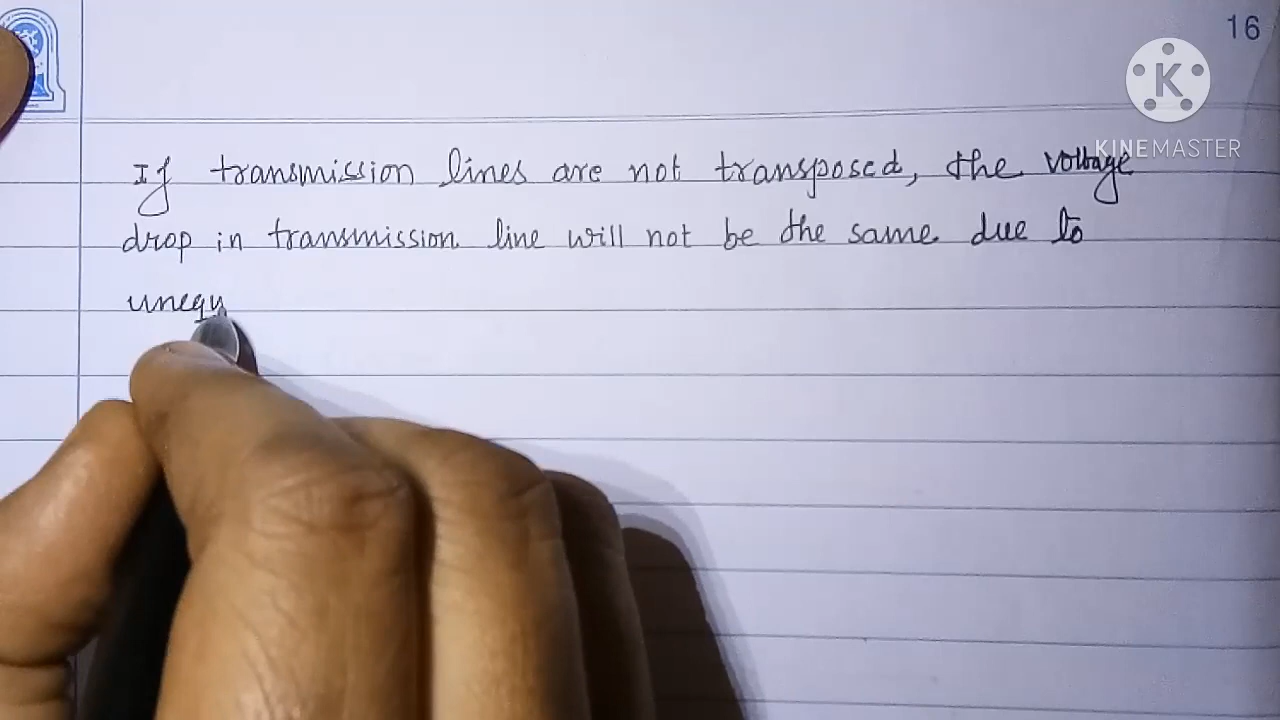 16
K
KINEMASTER
If transmission lines are not transposed, the voltage
drop in transmission line will not be the same due to
unequ